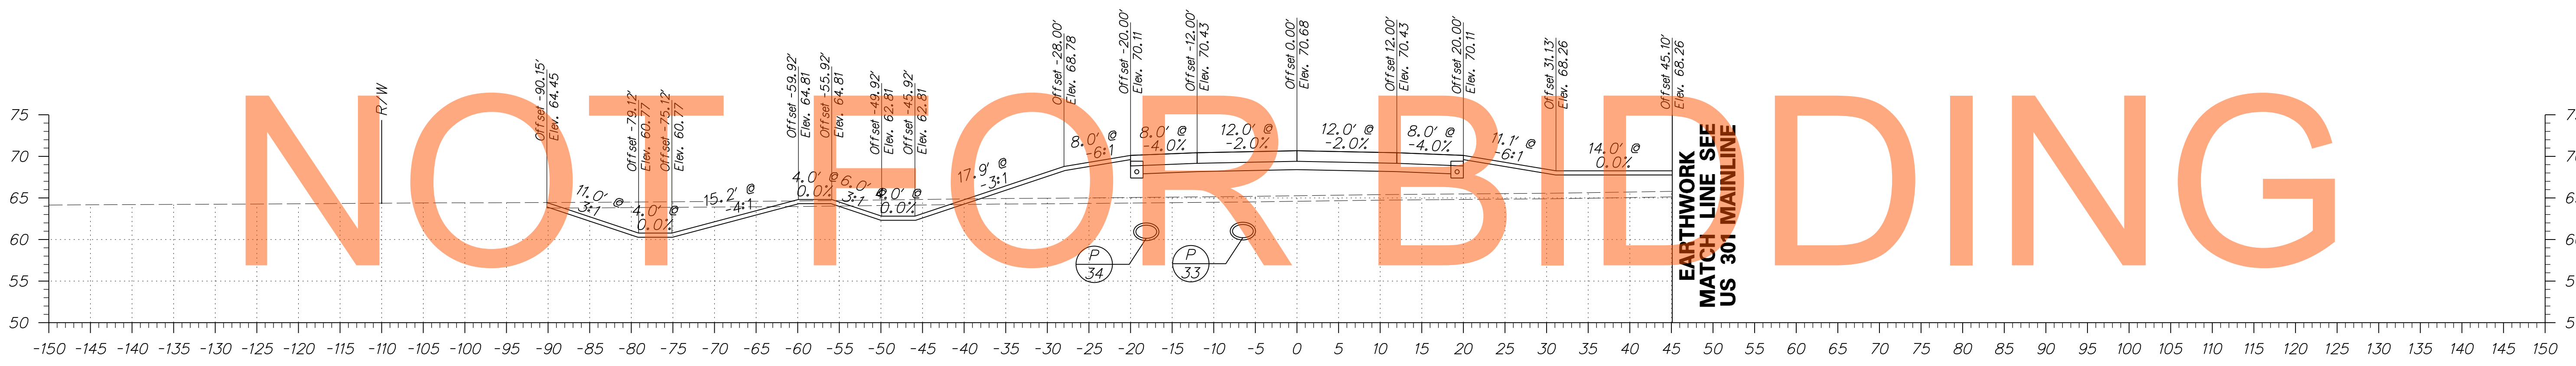 NOT FOR BIDDING
R/W
Offset -90.15'
Elev. 64.45
Offset -79.12'
Elev. 60.77
Offset -75.12'
Elev. 60.77
Offset -59.92'
Elev. 64.81
Offset -55.92'
Elev. 64.81
Offset -49.92'
Elev. 62.81
Offset -45.92'
Elev. 62.81
Offset -28.00'
Elev. 68.78
Offset -20.00'
Elev. 70.11
Offset -12.00'
Elev. 70.43
Offset 0.00'
Elev. 70.68
Offset 12.00'
Elev. 70.43
Offset 20.00'
Elev. 70.11
Offset 31.13'
Elev. 68.26
Offset 45.10'
Elev. 68.26
11.0' @
-3:1
4.0' @
0.0%
15.2' @
-4:1
4.0' @
0.0%
6.0' @
-3:1
4.0' @
0.0%
17.9' @
-3:1
8.0' @
-6:1
8.0' @
-4.0%
12.0' @
-2.0%
12.0' @
-2.0%
8.0' @
-4.0%
11.1' @
-6:1
14.0' @
0.0%
EARTHWORK
MATCH LINE SEE
US 301 MAINLINE
P
34
P
33
75
70
65
60
55
50
-150 -145 -140 -135 -130 -125 -120 -115 -110 -105 -100 -95 -90 -85 -80 -75 -70 -65 -60 -55 -50 -45 -40 -35 -30 -25 -20 -15 -10 -5 0 5 10 15 20 25 30 35 40 45 50 55 60 65 70 75 80 85 90 95 100 105 110 115 120 125 130 135 140 145 150